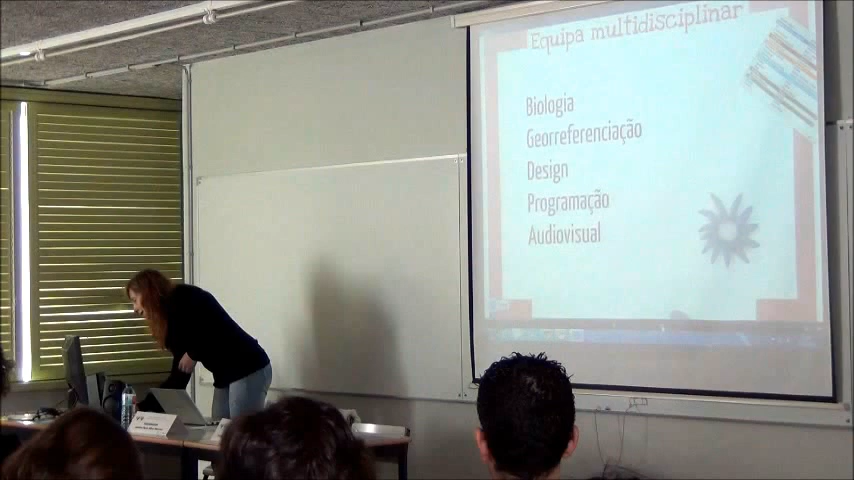 Equipa multidisciplinar
Biologia
Georreferenciação
Design
Programação
Audiovisual